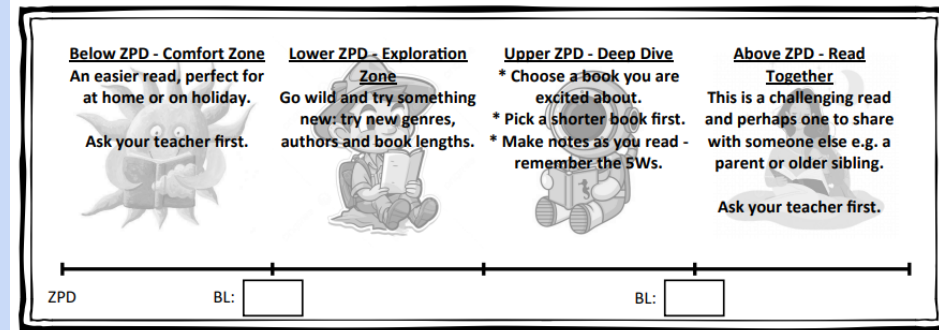 Below ZPD - Comfort Zone
An easier read, perfect for
at home or on holiday.
Ask your teacher first.
Lower ZPD - Exploration
Zone
Go wild and try something
new: try new genres,
authors and book lengths.
Upper ZPD - Deep Dive
* Choose a book you are
excited about.
* Pick a shorter book first.
* Make notes as you read -
remember the 5Ws.
Above ZPD - Read
Together
This is a challenging read
and perhaps one to share
with someone else e.g. a
parent or older sibling.
Ask your teacher first.
ZPD
BL:
BL: